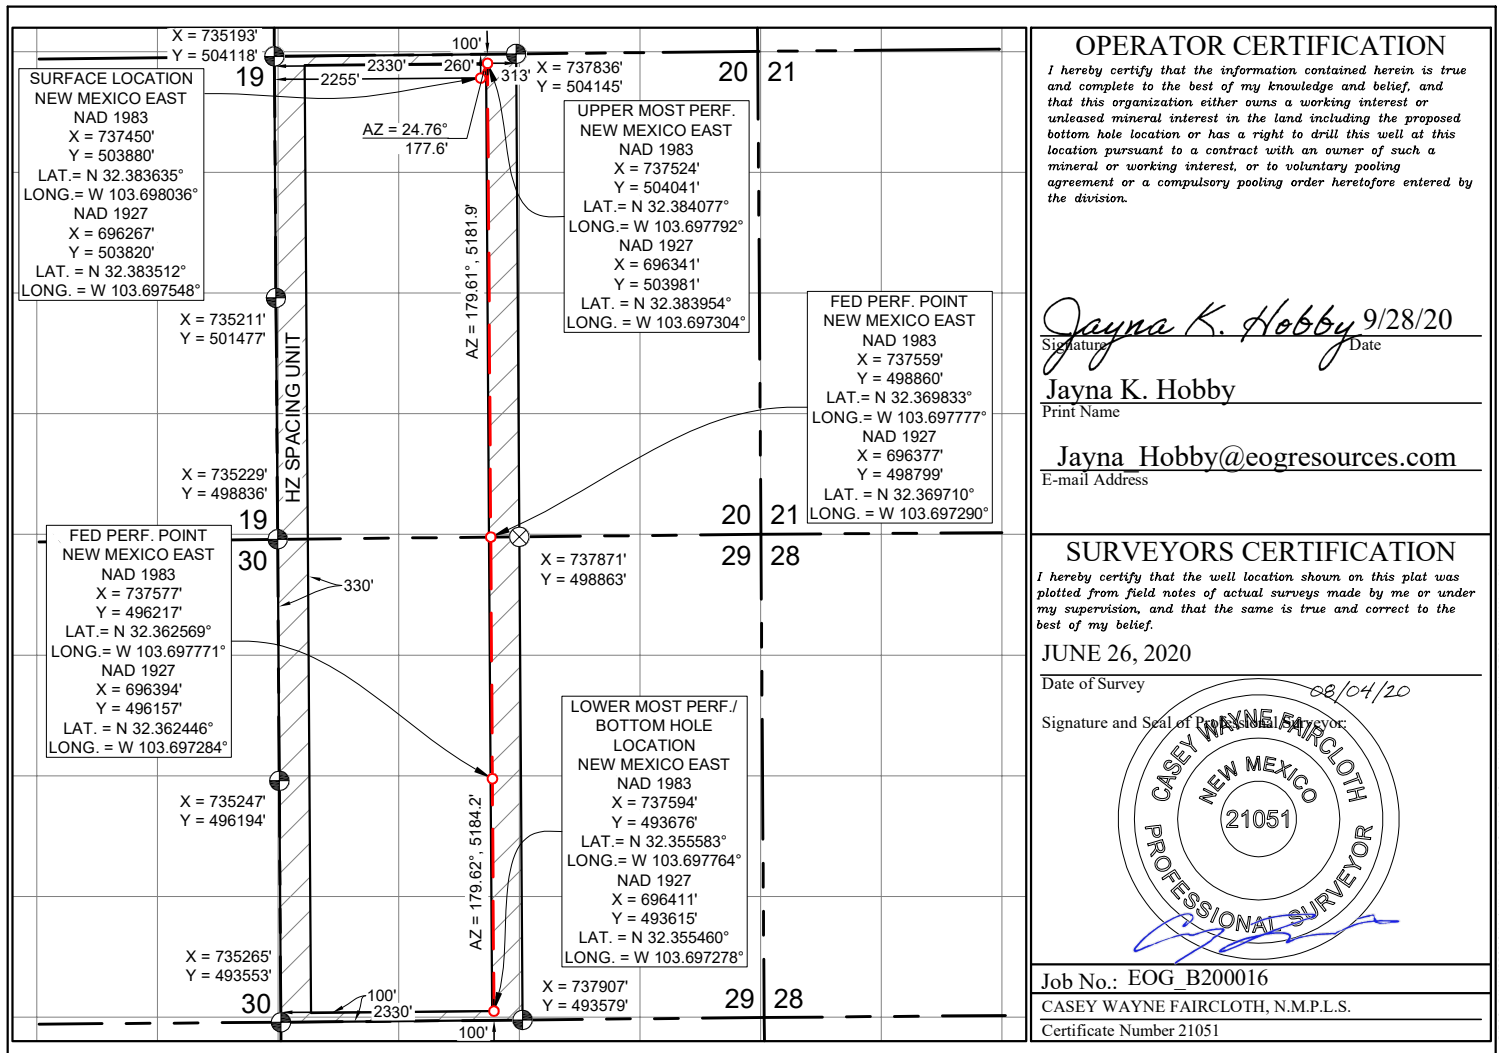 X = 735193'
Y = 504118'
19
100'
2330'
260'
2255'
313'
X = 737836'
Y = 504145'
20
21
SURFACE LOCATION
NEW MEXICO EAST
NAD 1983
X = 737450'
Y = 503880'
LAT.= N 32.383635°
LONG.= W 103.698036°
NAD 1927
X = 696267'
Y = 503820'
LAT. = N 32.383512°
LONG. = W 103.697548°
AZ = 24.76°
177.6'
UPPER MOST PERF.
NEW MEXICO EAST
NAD 1983
X = 737524'
Y = 504041'
LAT.= N 32.384077°
LONG.= W 103.697792°
NAD 1927
X = 696341'
Y = 503981'
LAT. = N 32.383954°
LONG. = W 103.697304°
AZ = 179.61°, 5181.9'
X = 735211'
Y = 501477'
HZ SPACING UNIT
FED PERF. POINT
NEW MEXICO EAST
NAD 1983
X = 737559'
Y = 498860'
LAT.= N 32.369833°
LONG.= W 103.697777°
NAD 1927
X = 696377'
Y = 498799'
LAT. = N 32.369710°
LONG. = W 103.697290°
X = 735229'
Y = 498836'
19
30
20
21
29
28
X = 737871'
Y = 498863'
330'
FED PERF. POINT
NEW MEXICO EAST
NAD 1983
X = 737577'
Y = 496217'
LAT.= N 32.362569°
LONG.= W 103.697771°
NAD 1927
X = 696394'
Y = 496157'
LAT. = N 32.362446°
LONG. = W 103.697284°
X = 735247'
Y = 496194'
AZ = 179.62°, 5184.2'
LOWER MOST PERF./
BOTTOM HOLE
LOCATION
NEW MEXICO EAST
NAD 1983
X = 737594'
Y = 493676'
LAT.= N 32.355583°
LONG.= W 103.697764°
NAD 1927
X = 696411'
Y = 493615'
LAT. = N 32.355460°
LONG. = W 103.697278°
X = 735265'
Y = 493553'
30
100'
2330'
100'
X = 737907'
Y = 493579'
29
28
OPERATOR CERTIFICATION
I hereby certify that the information contained herein is true
and complete to the best of my knowledge and belief, and
that this organization either owns a working interest or
unleased mineral interest in the land including the proposed
bottom hole location or has a right to drill this well at this
location pursuant to a contract with an owner of such a
mineral or working interest, or to voluntary pooling
agreement or a compulsory pooling order heretofore entered by
the division.
Jayna K. Hobby 9/28/20
Signature
Date
Jayna K. Hobby
Print Name
Jayna_Hobby@eogresources.com
E-mail Address
SURVEYORS CERTIFICATION
I hereby certify that the well location shown on this plat was
plotted from field notes of actual surveys made by me or under
my supervision, and that the same is true and correct to the
best of my belief.
JUNE 26, 2020
Date of Survey
08/04/20
Signature and Seal of Professional Surveyor:
CASEY WAYNE FAIRCLOTH
NEW MEXICO
21051
PROFESSIONAL SURVEYOR
Job No.: EOG_B200016
CASEY WAYNE FAIRCLOTH, N.M.P.L.S.
Certificate Number 21051